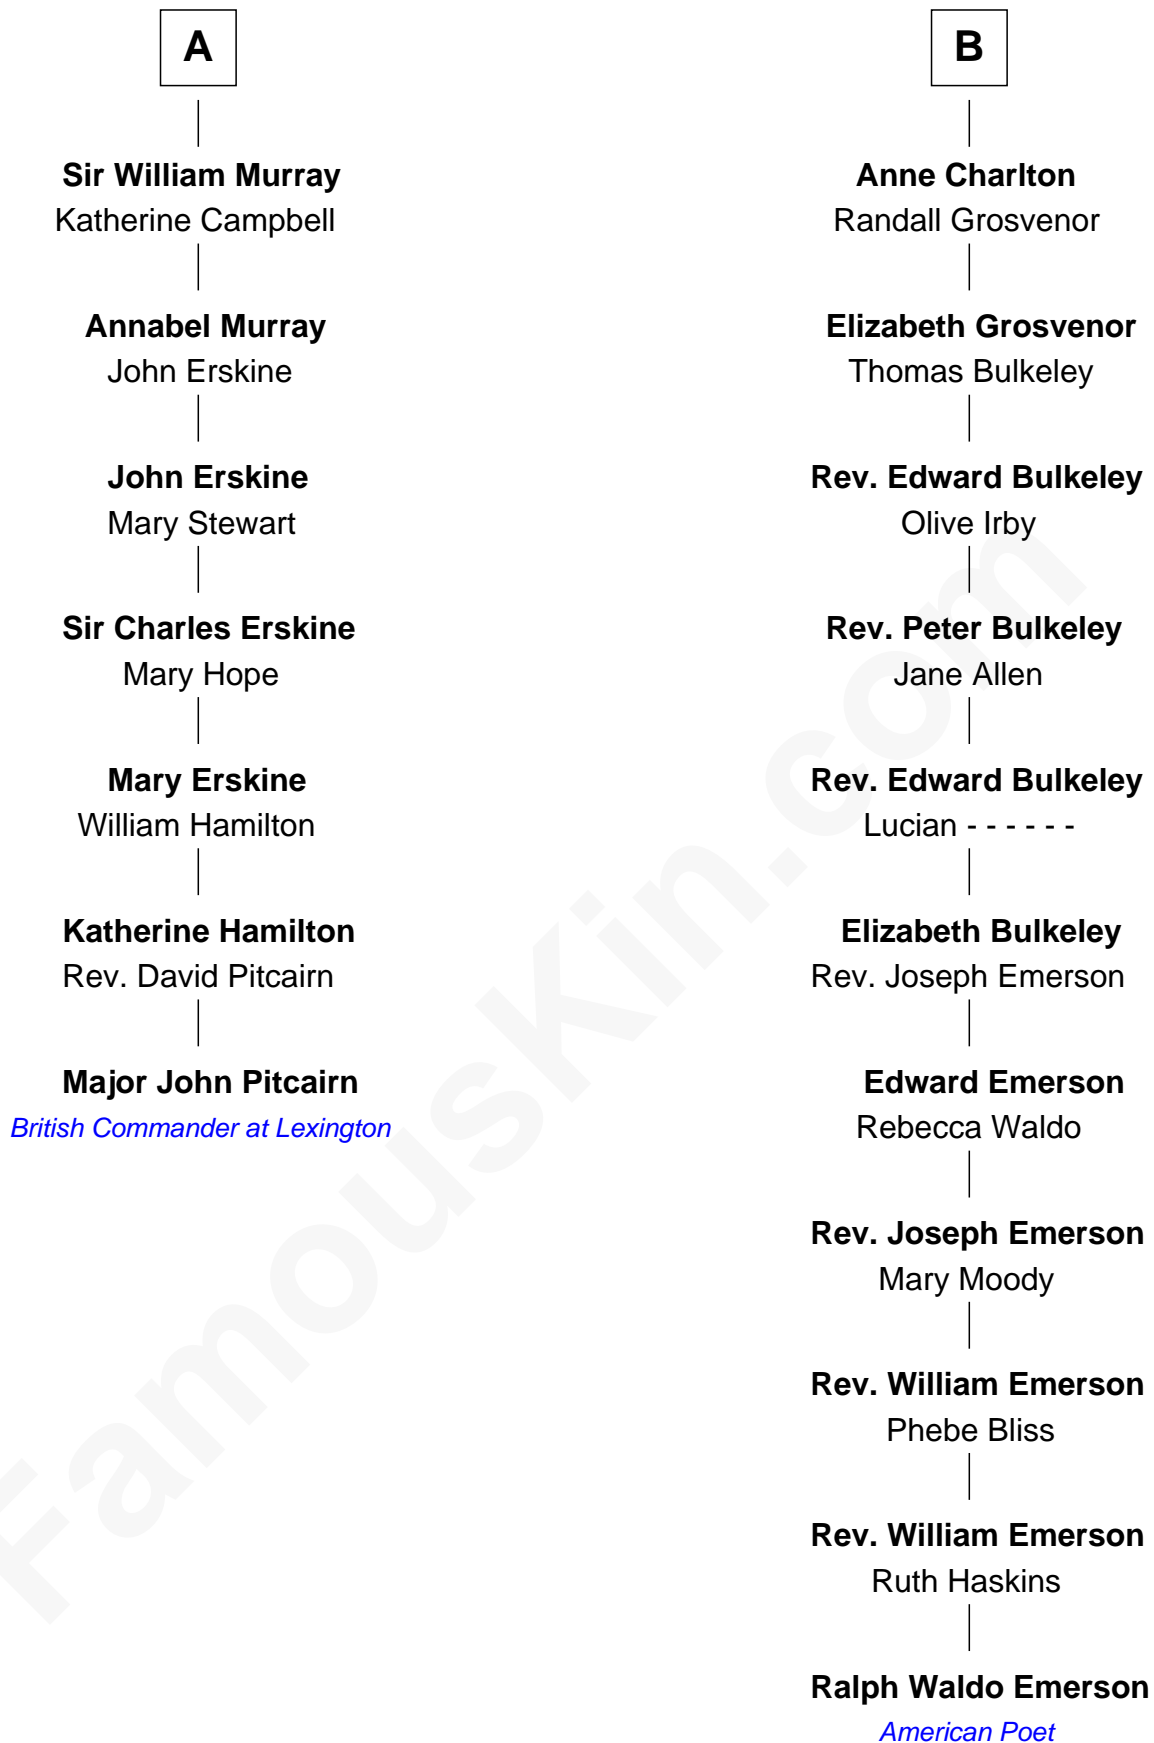 A
Sir William Murray
Katherine Campbell
Annabel Murray
John Erskine
John Erskine
Mary Stewart
Sir Charles Erskine
Mary Hope
Mary Erskine
William Hamilton
Katherine Hamilton
Rev. David Pitcairn
Major John Pitcairn
British Commander at Lexington
B
Anne Charlton
Randall Grosvenor
Elizabeth Grosvenor
Thomas Bulkeley
Rev. Edward Bulkeley
Olive Irby
Rev. Peter Bulkeley
Jane Allen
Rev. Edward Bulkeley
Lucian - - - - - -
Elizabeth Bulkeley
Rev. Joseph Emerson
Edward Emerson
Rebecca Waldo
Rev. Joseph Emerson
Mary Moody
Rev. William Emerson
Phebe Bliss
Rev. William Emerson
Ruth Haskins
Ralph Waldo Emerson
American Poet
FamousKin.com